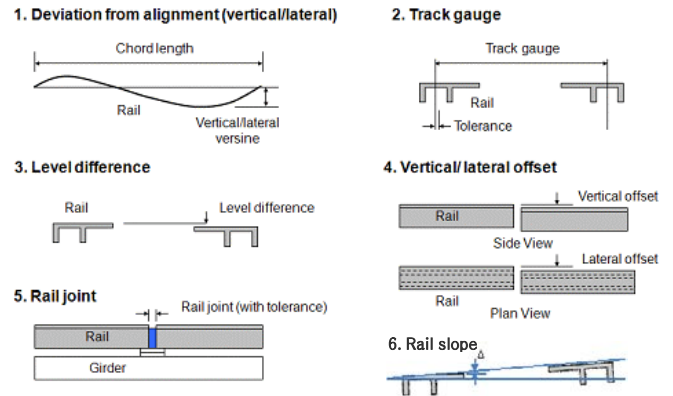 1. Deviation from alignment (vertical/lateral)
Chord length
Rail
Vertical/lateral
versine
2. Track gauge
Track gauge
Rail
Tolerance
3. Level difference
Rail
Level difference
4. Vertical/ lateral offset
Vertical offset
Rail
Side View
Lateral offset
Rail
Plan View
5. Rail joint
Rail joint (with tolerance)
Rail
Girder
6. Rail slope
Δ